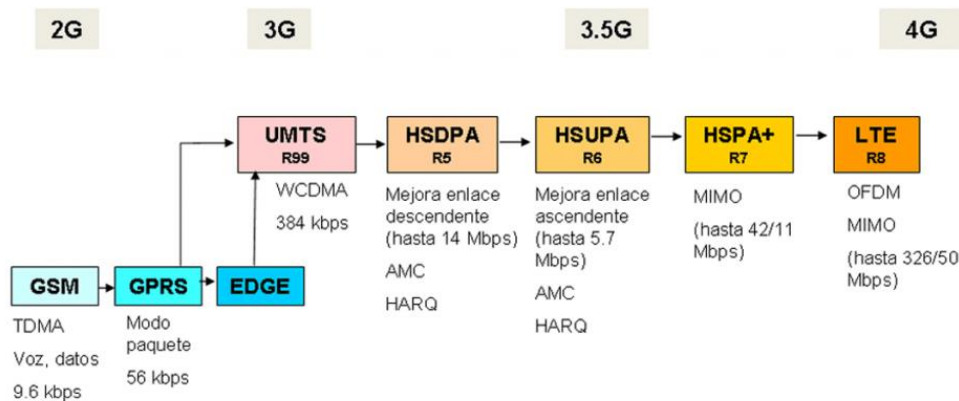 2G
3G
3.5G
4G
UMTS
R99
HSDPA
R5
HSUPA
R6
HSPA+
R7
LTE
R8
WCDMA
384 kbps
Mejora enlace
descendente
(hasta 14 Mbps)
AMC
HARQ
Mejora enlace
ascendente
(hasta 5.7
Mbps)
AMC
HARQ
MIMO
(hasta 42/11
Mbps)
OFDM
MIMO
(hasta 326/50
Mbps)
GSM
GPRS
EDGE
TDMA
Voz, datos
9.6 kbps
Modo
paquete
56 kbps